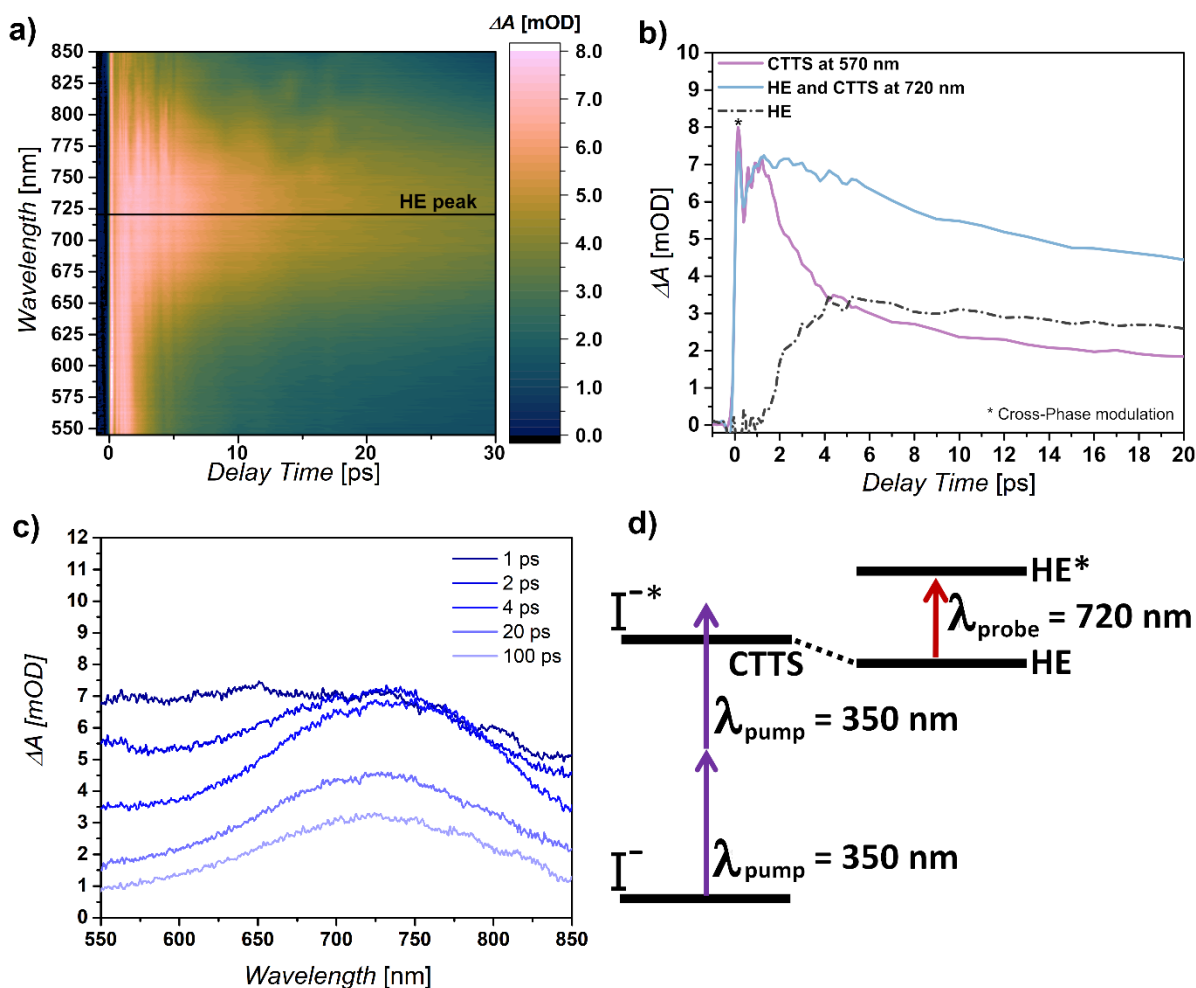 a)
ΔA [mOD]
850
825
800
775
750
725
700
675
650
625
600
575
550
Wavelength [nm]
HE peak
0
10
20
30
Delay Time [ps]
8.0
7.0
6.0
5.0
4.0
3.0
2.0
1.0
0.0
b)
10
9
8
7
6
5
4
3
2
1
0
ΔA [mOD]
CTTS at 570 nm
HE and CTTS at 720 nm
HE
*
* Cross-Phase modulation
0
2
4
6
8
10
12
14
16
18
20
Delay Time [ps]
c)
12
11
10
9
8
7
6
5
4
3
2
1
0
ΔA [mOD]
1 ps
2 ps
4 ps
20 ps
100 ps
550
600
650
700
750
800
850
Wavelength [nm]
d)
I⁻*
CTTS
HE*
λprobe = 720 nm
HE
λpump = 350 nm
λpump = 350 nm
I⁻